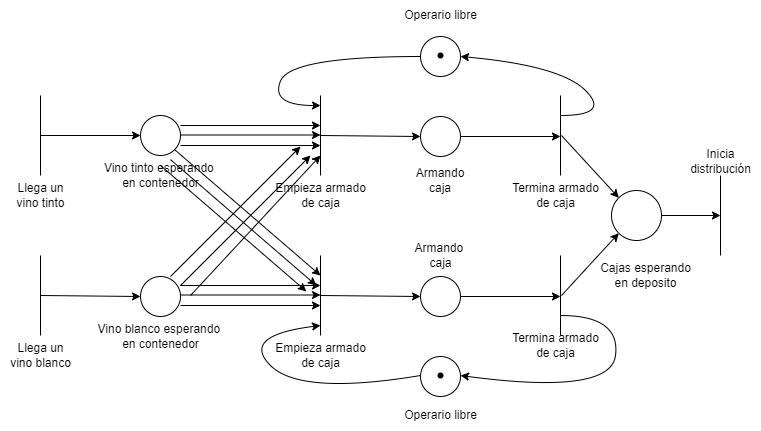 Operario libre
Llega un
vino tinto
Vino tinto esperando
en contenedor
Empieza armado
de caja
Armando
caja
Termina armado
de caja
Inicia
distribución
Llega un
vino blanco
Vino blanco esperando
en contenedor
Empieza armado
de caja
Armando
caja
Termina armado
de caja
Cajas esperando
en deposito
Operario libre